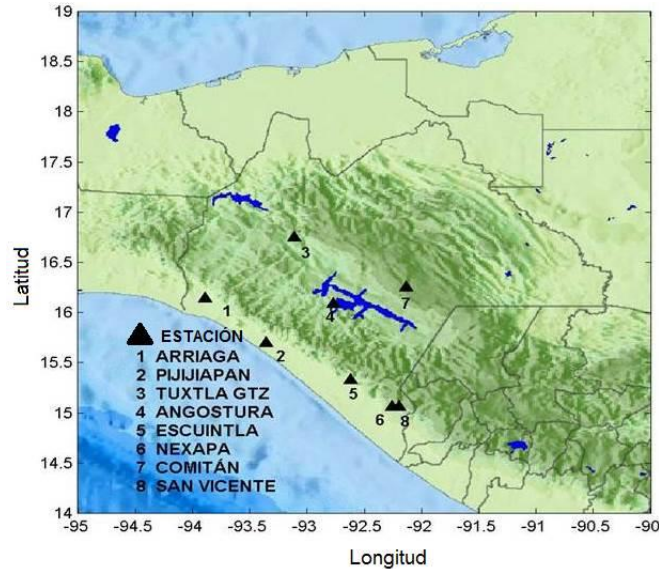 19
18.5
18
17.5
17
16.5
16
15.5
15
14.5
14
Latitud
3
7
4
1
2
5
6 8
ESTACIÓN
1 ARRIAGA
2 PIJIJIAPAN
3 TUXTLA GTZ
4 ANGOSTURA
5 ESCUINTLA
6 NEXAPA
7 COMITÁN
8 SAN VICENTE
-95 -94.5 -94 -93.5 -93 -92.5 -92 -91.5 -91 -90.5 -90
Longitud